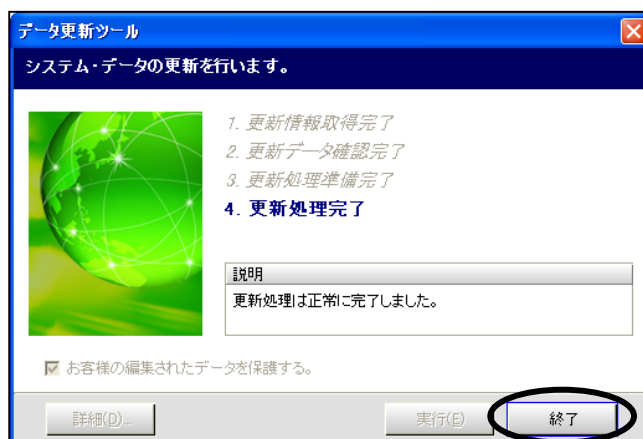 データ更新ツール
システム・データの更新を行います。
1. 更新情報取得完了
2. 更新データ確認完了
3. 更新処理準備完了
4. 更新処理完了
説明
更新処理は正常に完了しました。
お客様の編集されたデータを保護する。
詳細(D)... 実行(E) 終了